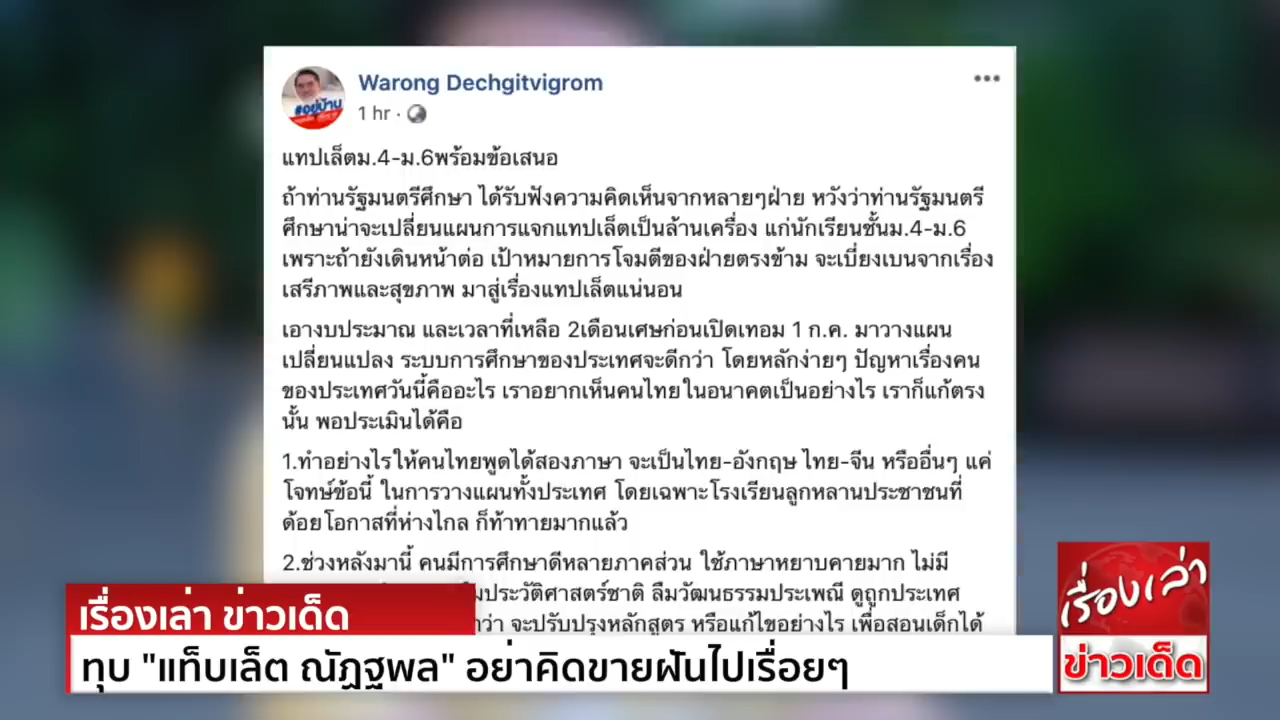 Warong Dechgitvigrom
1 hr
#อยู่บ้าน
แทปเล็ตม.4-ม.6พร้อมข้อเสนอ
ถ้าท่านรัฐมนตรีศึกษา ได้รับฟังความคิดเห็นจากหลายๆฝ่าย หวังว่าท่านรัฐมนตรี
ศึกษาน่าจะเปลี่ยนแผนการแจกแทปเล็ตเป็นล้านเครื่อง แก่นักเรียนชั้นม.4-ม.6
เพราะถ้ายังเดินหน้าต่อ เป้าหมายการโจมตีของฝ่ายตรงข้าม จะเบี่ยงเบนจากเรื่อง
เสรีภาพและสุขภาพ มาสู่เรื่องแทปเล็ตแน่นอน
เอางบประมาณ และเวลาที่เหลือ 2เดือนเศษก่อนเปิดเทอม 1 ก.ค. มาวางแผน
เปลี่ยนแปลง ระบบการศึกษาของประเทศจะดีกว่า โดยหลักง่ายๆ ปัญหาเรื่องคน
ของประเทศวันนี้คืออะไร เราอยากเห็นคนไทยในอนาคตเป็นอย่างไร เราก็แก้ตรง
นั้น พอประเมินได้คือ
1.ทำอย่างไรให้คนไทยพูดได้สองภาษา จะเป็นไทย-อังกฤษ ไทย-จีน หรืออื่นๆ แค่
โจทษ์ข้อนี้ ในการวางแผนทั้งประเทศ โดยเฉพาะโรงเรียนลูกหลานประชาชนที่
ด้อยโอกาสที่ห่างไกล ก็ท้าทายมากแล้ว
2.ช่วงหลังมานี้ คนมีการศึกษาดีหลายภาคส่วน ใช้ภาษาหยาบคายมาก ไม่มี
ประวัติศาสตร์ชาติ ลืมวัฒนธรรมประเพณี ดูถูกประเทศ
จะปรับปรุงหลักสูตร หรือแก้ไขอย่างไร เพื่อสอนเด็กได้
เรื่องเล่า ข่าวเด็ด
ทุบ "แท็บเล็ต ณัฏฐพล" อย่าคิดขายฝันไปเรื่อยๆ
เรื่องเล่า
ข่าวเด็ด